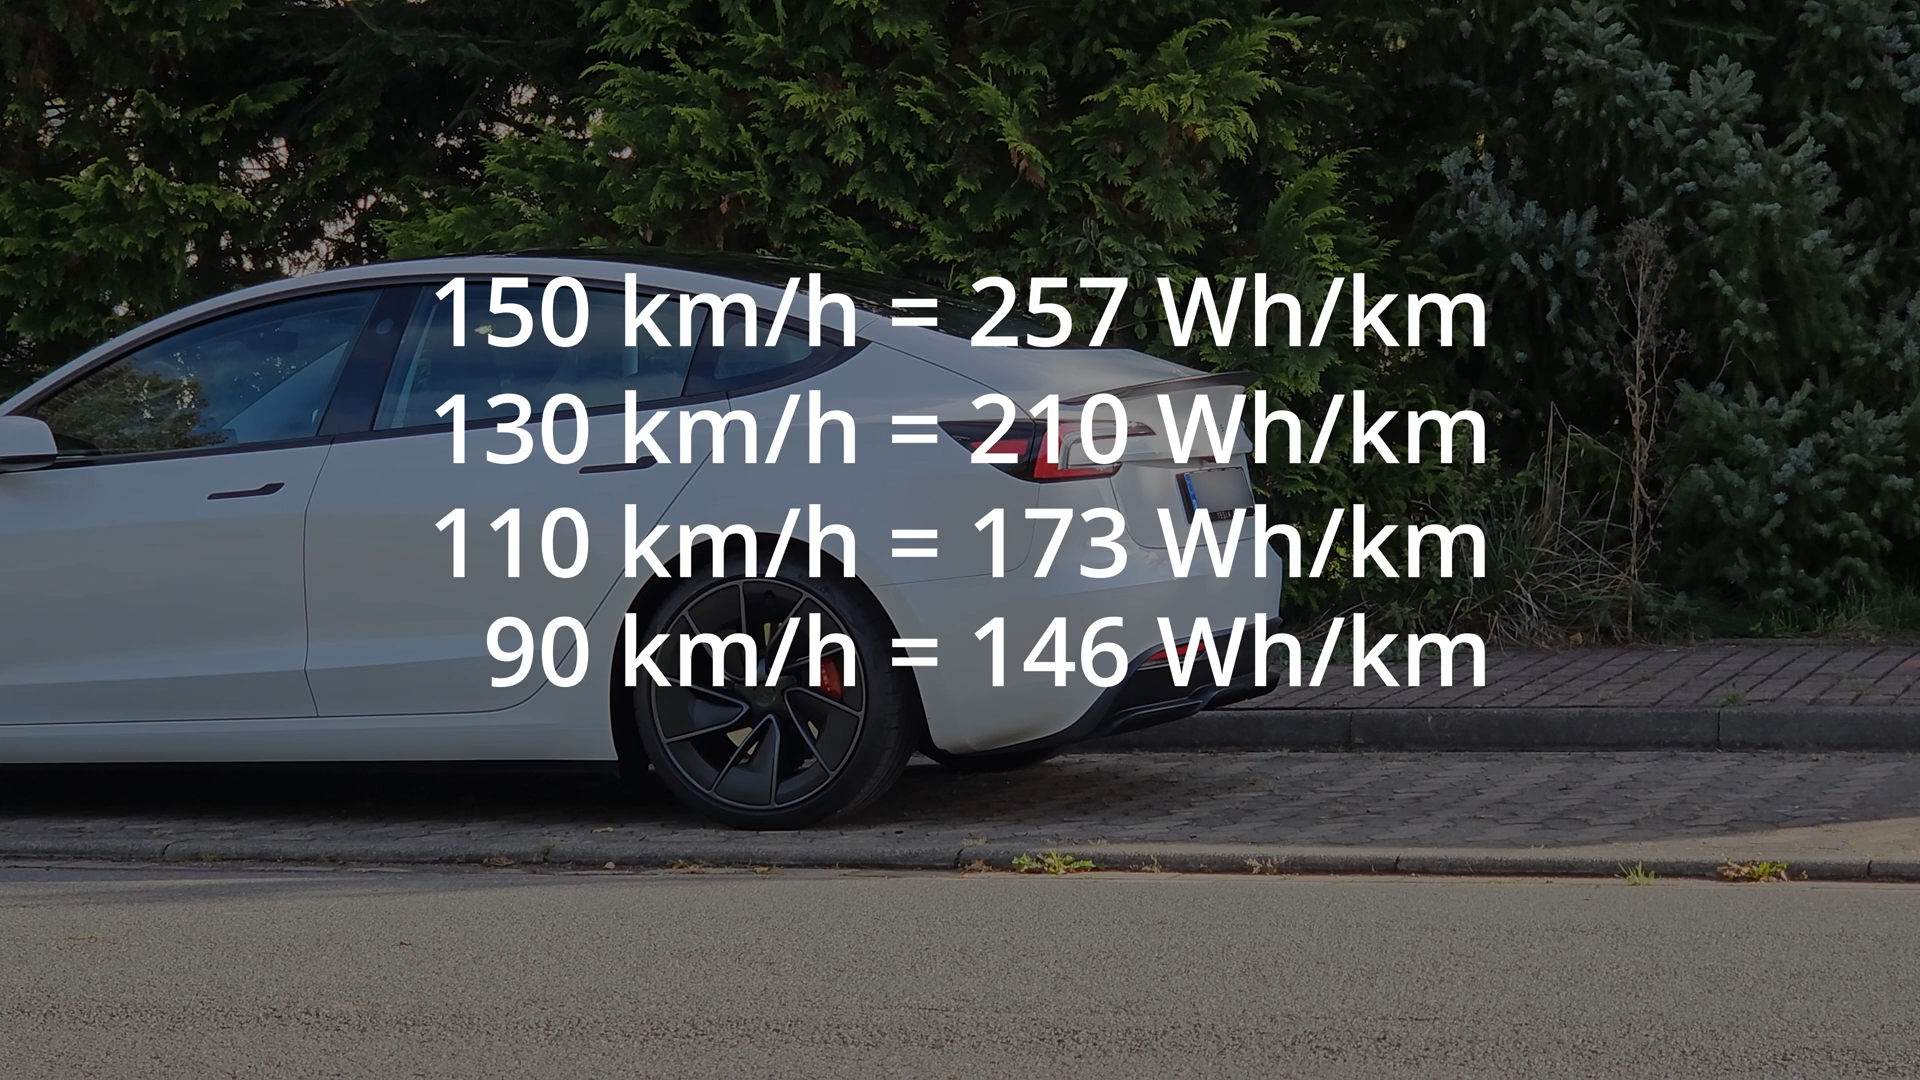 150 km/h = 257 Wh/km
130 km/h = 210 Wh/km
110 km/h = 173 Wh/km
90 km/h = 146 Wh/km